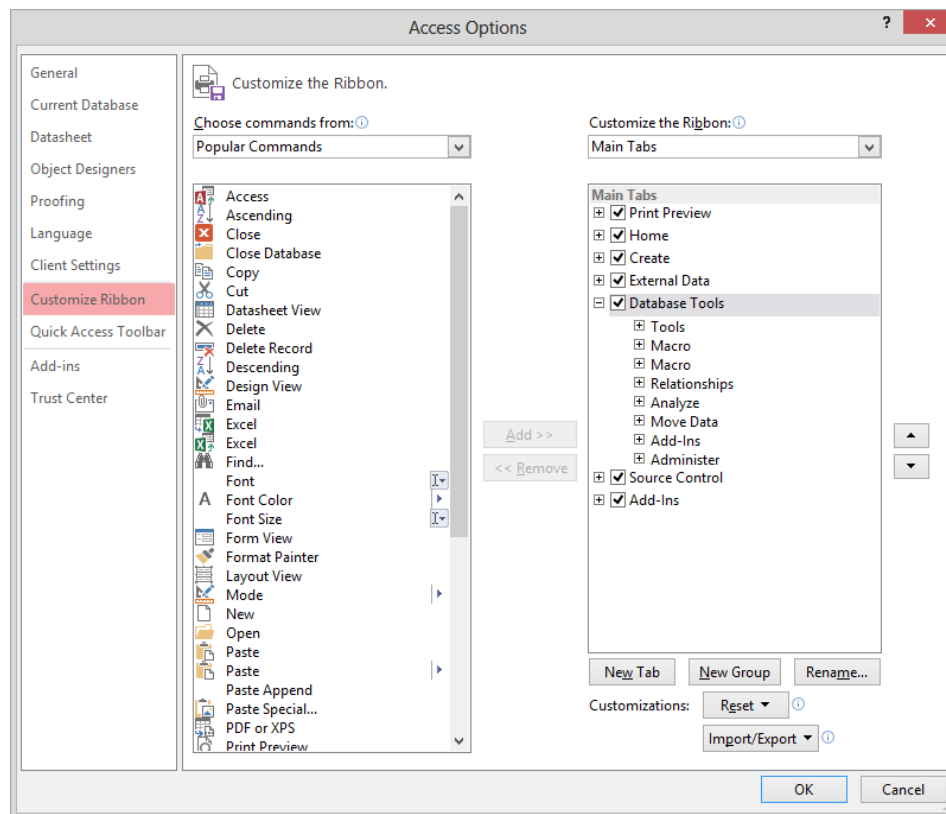 Access Options
?
General
Current Database
Datasheet
Object Designers
Proofing
Language
Client Settings
Customize Ribbon
Quick Access Toolbar
Add-ins
Trust Center
Customize the Ribbon.
Choose commands from:
Popular Commands
Access
Ascending
Close
Close Database
Copy
Cut
Datasheet View
Delete
Delete Record
Descending
Design View
Email
Excel
Excel
Find...
Font
Font Color
Font Size
Form View
Format Painter
Layout View
Mode
New
Open
Paste
Paste
Paste Append
Paste Special...
PDF or XPS
Print Preview
Add >>
<< Remove
Customize the Ribbon:
Main Tabs
Main Tabs
Print Preview
Home
Create
External Data
Database Tools
Tools
Macro
Macro
Relationships
Analyze
Move Data
Add-Ins
Administer
Source Control
Add-Ins
New Tab
New Group
Rename...
Customizations:
Reset
Import/Export
OK
Cancel